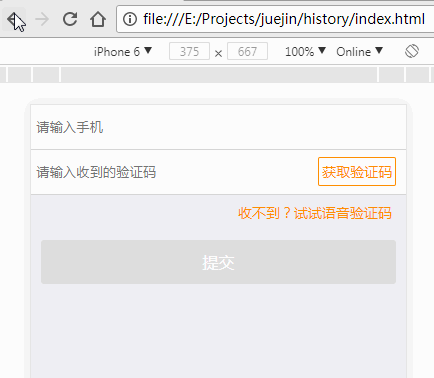 file:///E:/Projects/juejin/history/index.html
iPhone 6 ▼ 375 × 667 100% ▼ Online ▼
请输入手机
请输入收到的验证码 获取验证码
收不到？试试语音验证码
提交